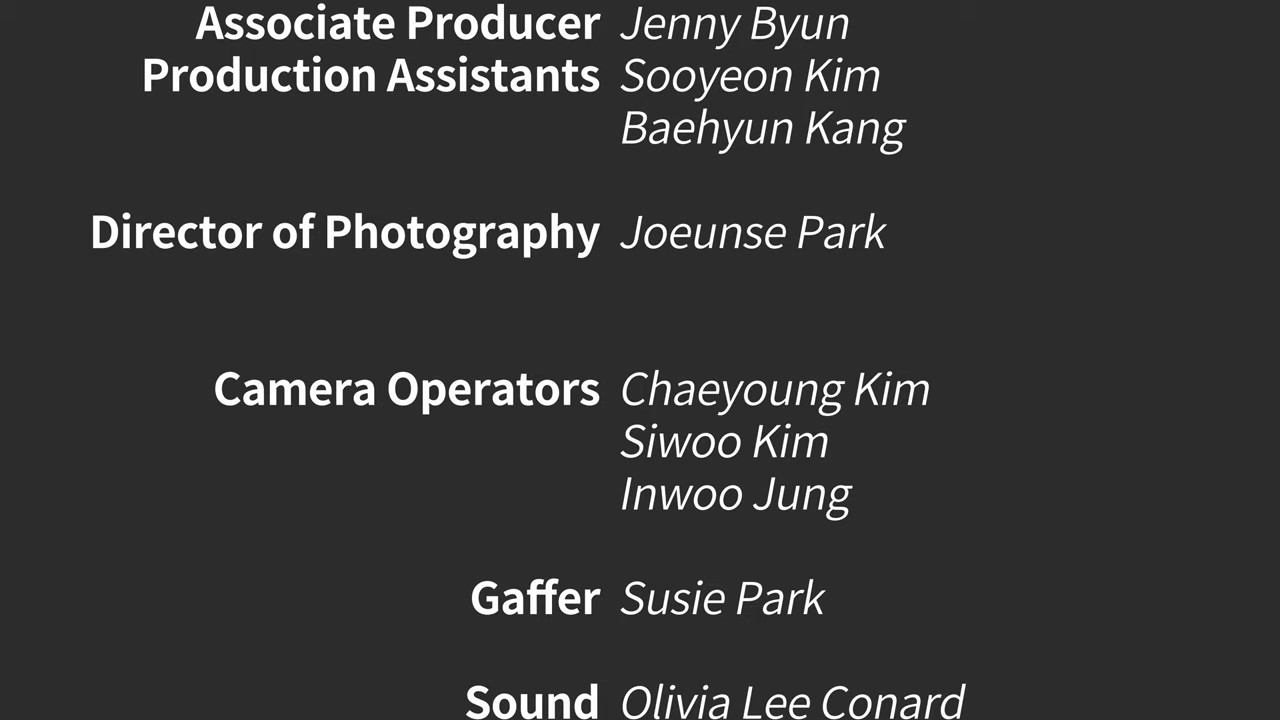 Associate Producer Jenny Byun
Production Assistants Sooyeon Kim
Baehyun Kang
Director of Photography Joeunse Park
Camera Operators Chaeyoung Kim
Siwoo Kim
Inwoo Jung
Gaffer Susie Park
Sound Olivia Lee Conard